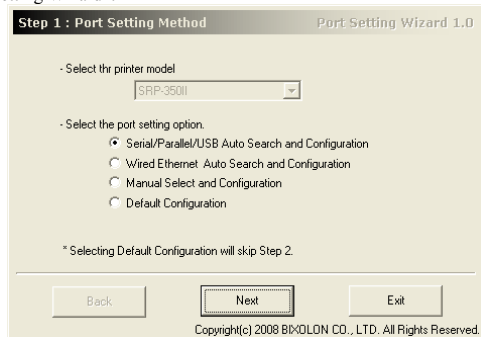 Step 1 : Port Setting Method Port Setting Wizard 1.0
- Select thr printer model
SRP-350II
- Select the port setting option.
Serial/Parallel/USB Auto Search and Configuration
Wired Ethernet Auto Search and Configuration
Manual Select and Configuration
Default Configuration
* Selecting Default Configuration will skip Step 2.
Back Next Exit
Copyright(c) 2008 BIXOLON CO., LTD. All Rights Reserved.